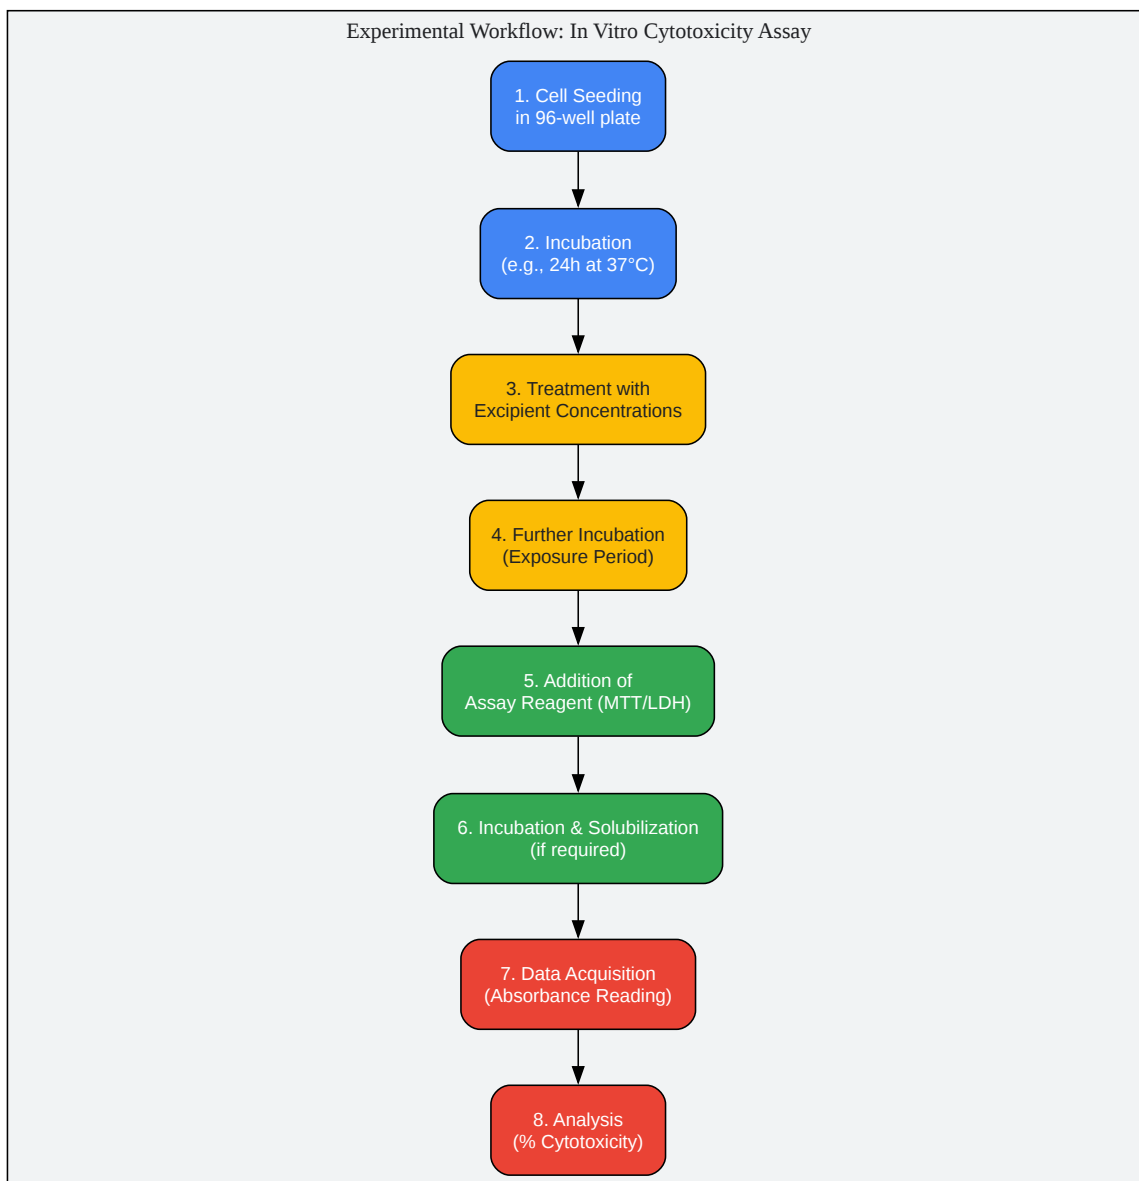 Experimental Workflow: In Vitro Cytotoxicity Assay
1. Cell Seeding
in 96-well plate
2. Incubation
(e.g., 24h at 37°C)
3. Treatment with
Excipient Concentrations
4. Further Incubation
(Exposure Period)
5. Addition of
Assay Reagent (MTT/LDH)
6. Incubation & Solubilization
(if required)
7. Data Acquisition
(Absorbance Reading)
8. Analysis
(% Cytotoxicity)